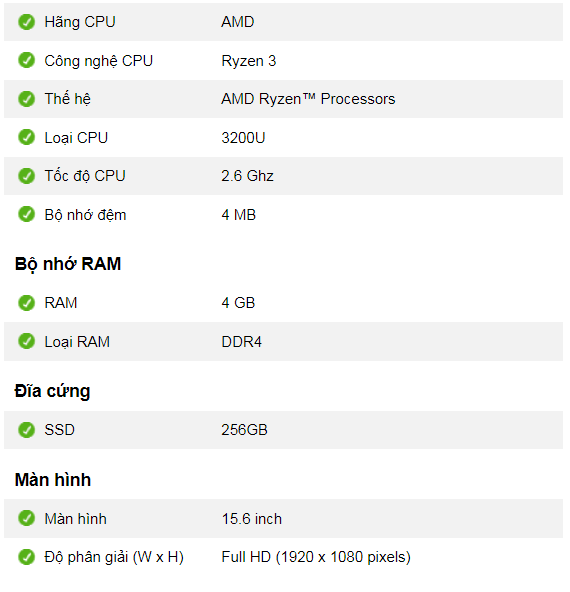 Hãng CPU AMD
Công nghệ CPU Ryzen 3
Thế hệ AMD Ryzen™ Processors
Loại CPU 3200U
Tốc độ CPU 2.6 Ghz
Bộ nhớ đệm 4 MB
Bộ nhớ RAM
RAM 4 GB
Loại RAM DDR4
Đĩa cứng
SSD 256GB
Màn hình
Màn hình 15.6 inch
Độ phân giải (W x H) Full HD (1920 x 1080 pixels)